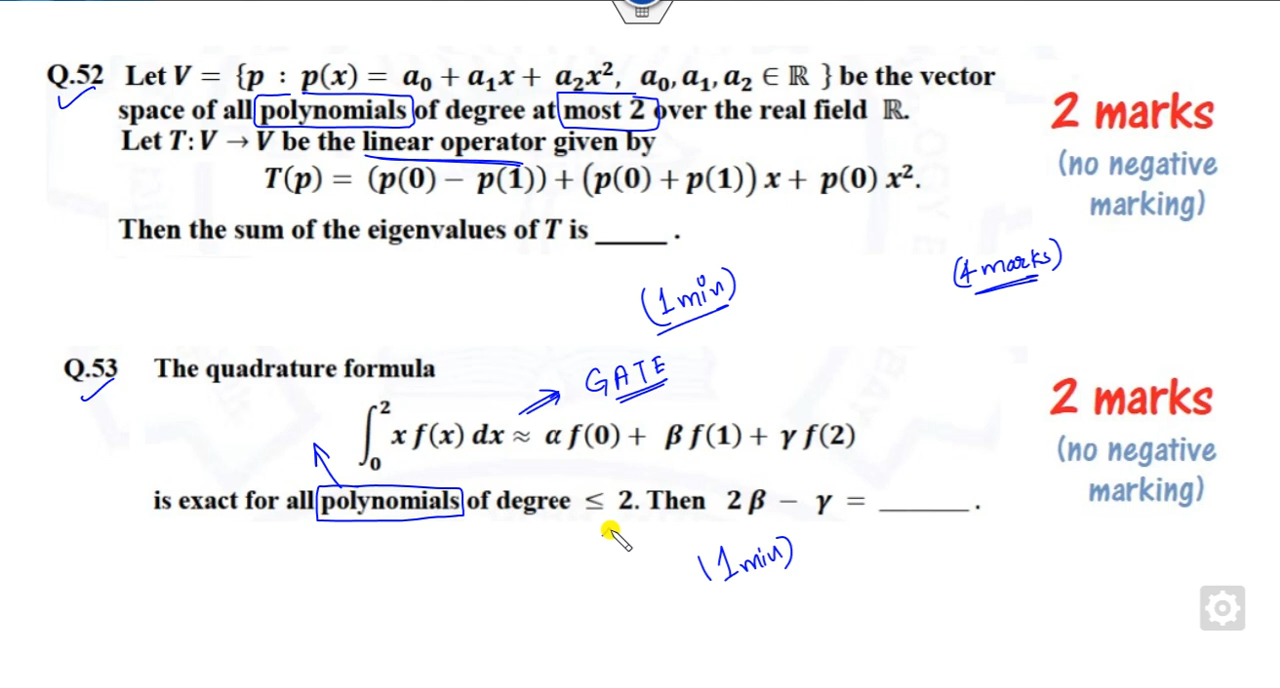 Q.52 Let V = {p : p(x) = a₀ + a₁x + a₂x², a₀, a₁, a₂ ∈ ℝ } be the vector
space of all polynomials of degree at most 2 over the real field ℝ.
Let T: V → V be the linear operator given by
T(p) = (p(0) − p(1)) + (p(0) + p(1)) x + p(0) x².
Then the sum of the eigenvalues of T is _____ .
2 marks
(no negative
marking)
(4 marks)
(1 min)
Q.53 The quadrature formula
GATE
∫₀² x f(x) dx ≈ α f(0) + β f(1) + γ f(2)
is exact for all polynomials of degree ≤ 2. Then 2 β − γ = _______ .
2 marks
(no negative
marking)
(1 min)